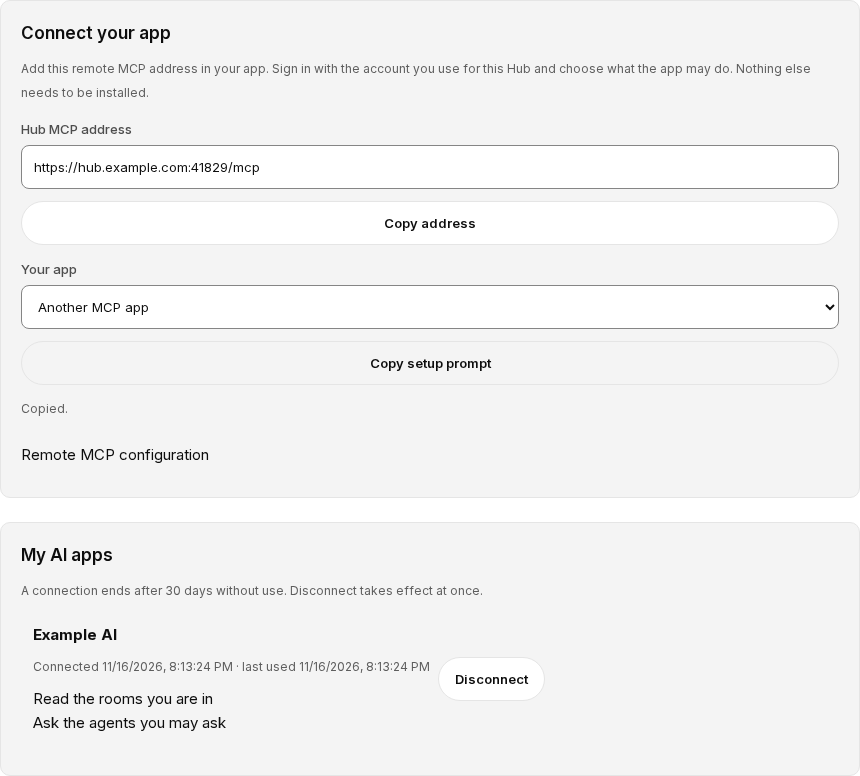 Connect your app
Add this remote MCP address in your app. Sign in with the account you use for this Hub and choose what the app may do. Nothing else
needs to be installed.
Hub MCP address
https://hub.example.com:41829/mcp
Copy address
Your app
Another MCP app
Copy setup prompt
Copied.
Remote MCP configuration
My AI apps
A connection ends after 30 days without use. Disconnect takes effect at once.
Example AI
Connected 11/16/2026, 8:13:24 PM · last used 11/16/2026, 8:13:24 PM
Disconnect
Read the rooms you are in
Ask the agents you may ask